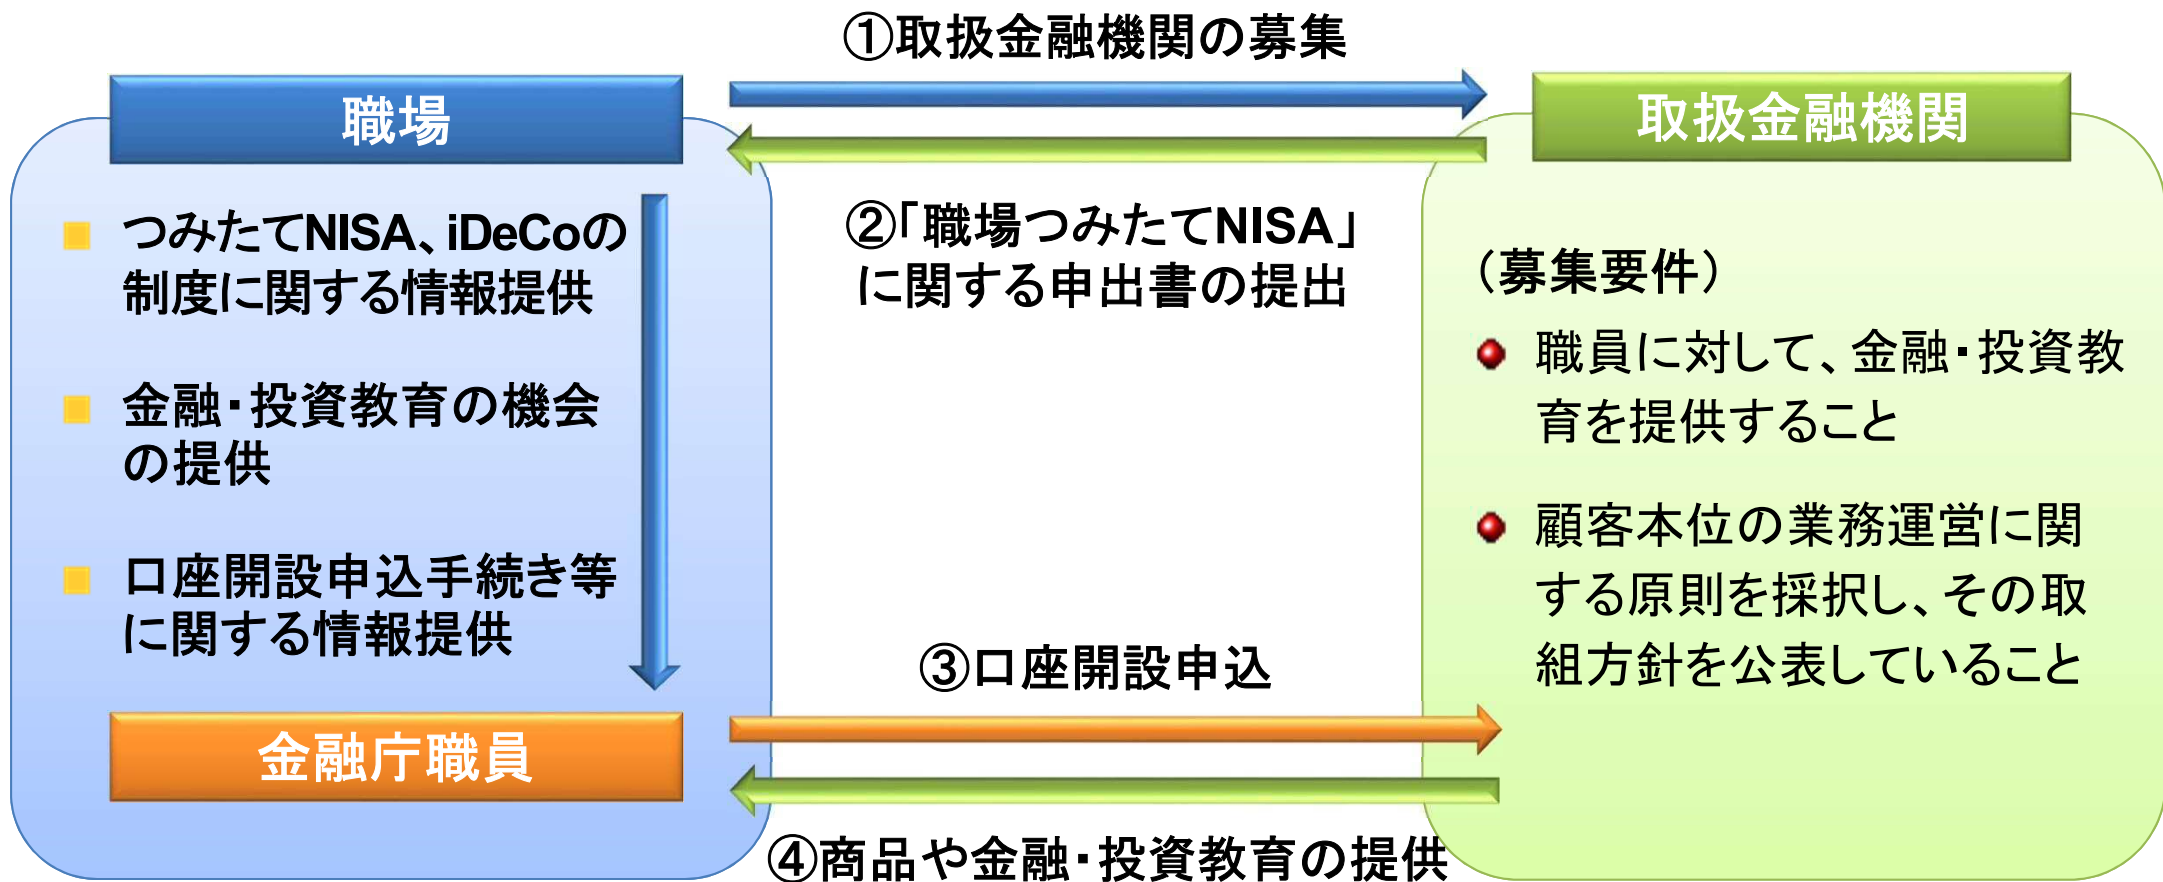 ①取扱金融機関の募集
職場
取扱金融機関
つみたてNISA、iDeCoの
制度に関する情報提供
金融・投資教育の機会
の提供
口座開設申込手続き等
に関する情報提供
②「職場つみたてNISA」
に関する申出書の提出
（募集要件）
職員に対して、金融・投資教
育を提供すること
顧客本位の業務運営に関
する原則を採択し、その取
組方針を公表していること
③口座開設申込
金融庁職員
④商品や金融・投資教育の提供